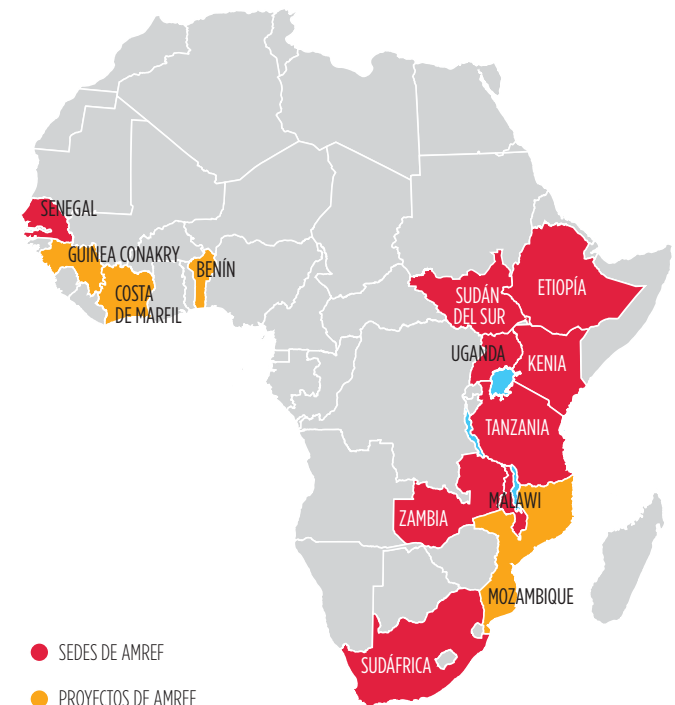 SENEGAL
GUINEA CONAKRY
BENÍN
COSTA
DE MARFIL
SUDÁN
DEL SUR
ETIOPÍA
UGANDA
KENIA
TANZANIA
MALAWI
ZAMBIA
MOZAMBIQUE
SUDÁFRICA
SEDES DE AMREF
PROYECTOS DE AMREF